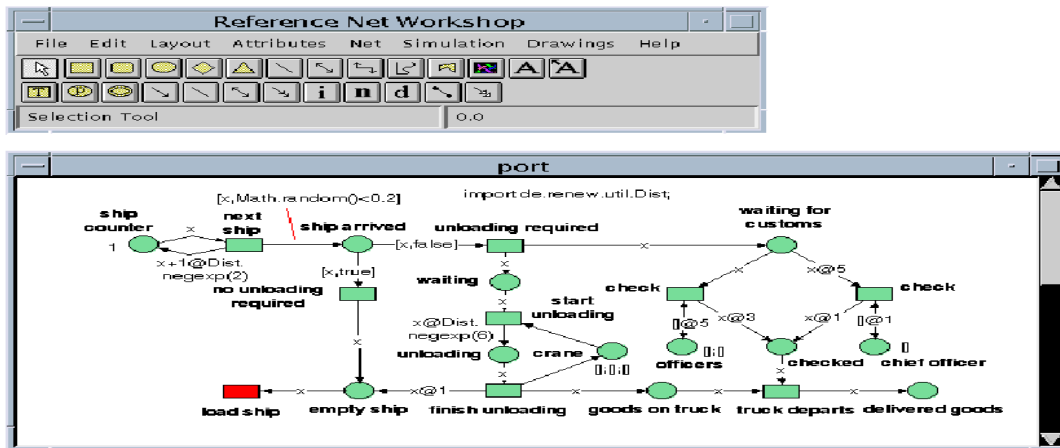 Reference Net Workshop
File Edit Layout Attributes Net Simulation Drawings Help
A A
T P i n d
Selection Tool 0.0
port
[x,Math.random()<0.2] import de.renew.util.Dist;
ship
counter
next
ship
ship arrived
unloading required
waiting for
customs
x
1
[x,false]
x
x+1@Dist.
negexp(2)
[x,true]
x
x
x@5
no unloading
required
waiting
check
check
x
start
unloading
x@Dist.
negexp(6)
[]@5
x@3
x@1
[]@1
x
unloading
crane
[];[];[]
officers
[];[]
checked
[]
chief officer
x
x
x
x@1
x
x
x
load ship
empty ship
finish unloading
goods on truck
truck departs
delivered goods